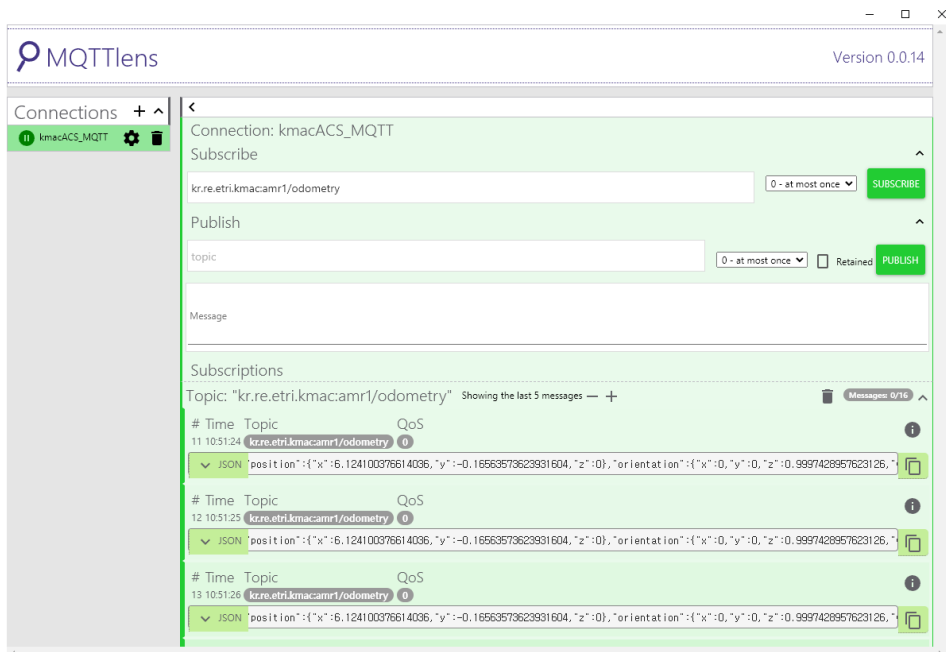 MQTTlens
Version 0.0.14
Connections
kmacACS_MQTT
Connection: kmacACS_MQTT
Subscribe
kr.re.etri.kmac:amr1/odometry
0 - at most once
SUBSCRIBE
Publish
topic
0 - at most once
Retained
PUBLISH
Message
Subscriptions
Topic: "kr.re.etri.kmac:amr1/odometry" Showing the last 5 messages
Messages: 0/16
# Time Topic QoS
11 10:51:24 kr.re.etri.kmac:amr1/odometry 0
JSON "position":{"x":6.124100376614036,"y":-0.16563573623931604,"z":0},"orientation":{"x":0,"y":0,"z":0.9997428957623126,"
# Time Topic QoS
12 10:51:25 kr.re.etri.kmac:amr1/odometry 0
JSON "position":{"x":6.124100376614036,"y":-0.16563573623931604,"z":0},"orientation":{"x":0,"y":0,"z":0.9997428957623126,"
# Time Topic QoS
13 10:51:26 kr.re.etri.kmac:amr1/odometry 0
JSON "position":{"x":6.124100376614036,"y":-0.16563573623931604,"z":0},"orientation":{"x":0,"y":0,"z":0.9997428957623126,"